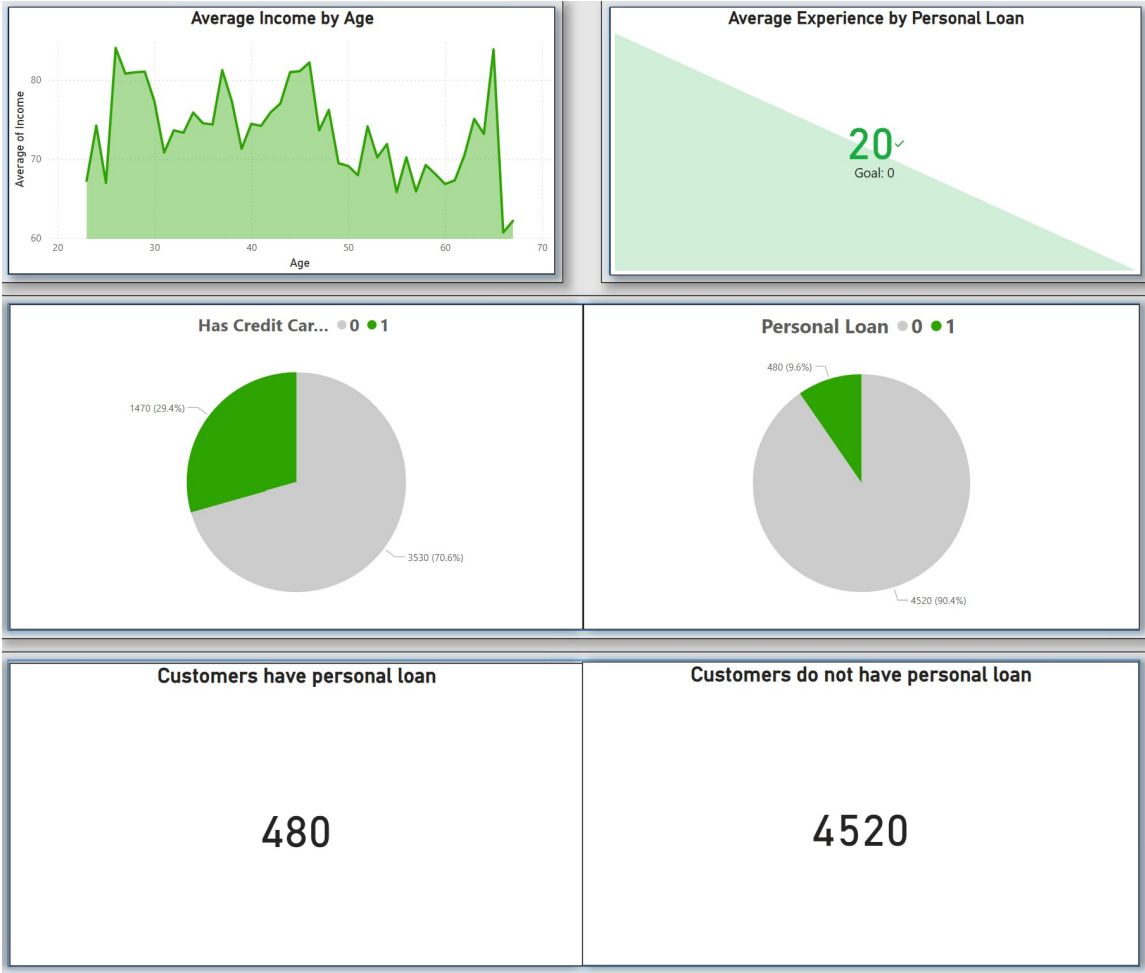 Average Income by Age
Average of Income
80
70
60
20 30 40 50 60 70
Age
Average Experience by Personal Loan
20
Goal: 0
Has Credit Car... 0 1
1470 (29.4%)
3530 (70.6%)
Personal Loan 0 1
480 (9.6%)
4520 (90.4%)
Customers have personal loan
480
Customers do not have personal loan
4520